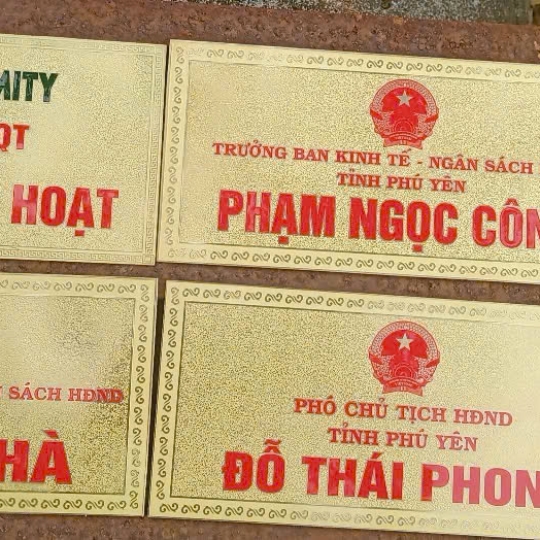 AITY
QT
HOẠT
TRƯỞNG BAN KINH TẾ - NGÂN SÁCH
TỈNH PHÚ YÊN
PHẠM NGỌC CÔN
SÁCH HĐND
HÀ
PHÓ CHỦ TỊCH HĐND
TỈNH PHÚ YÊN
ĐỖ THÁI PHON